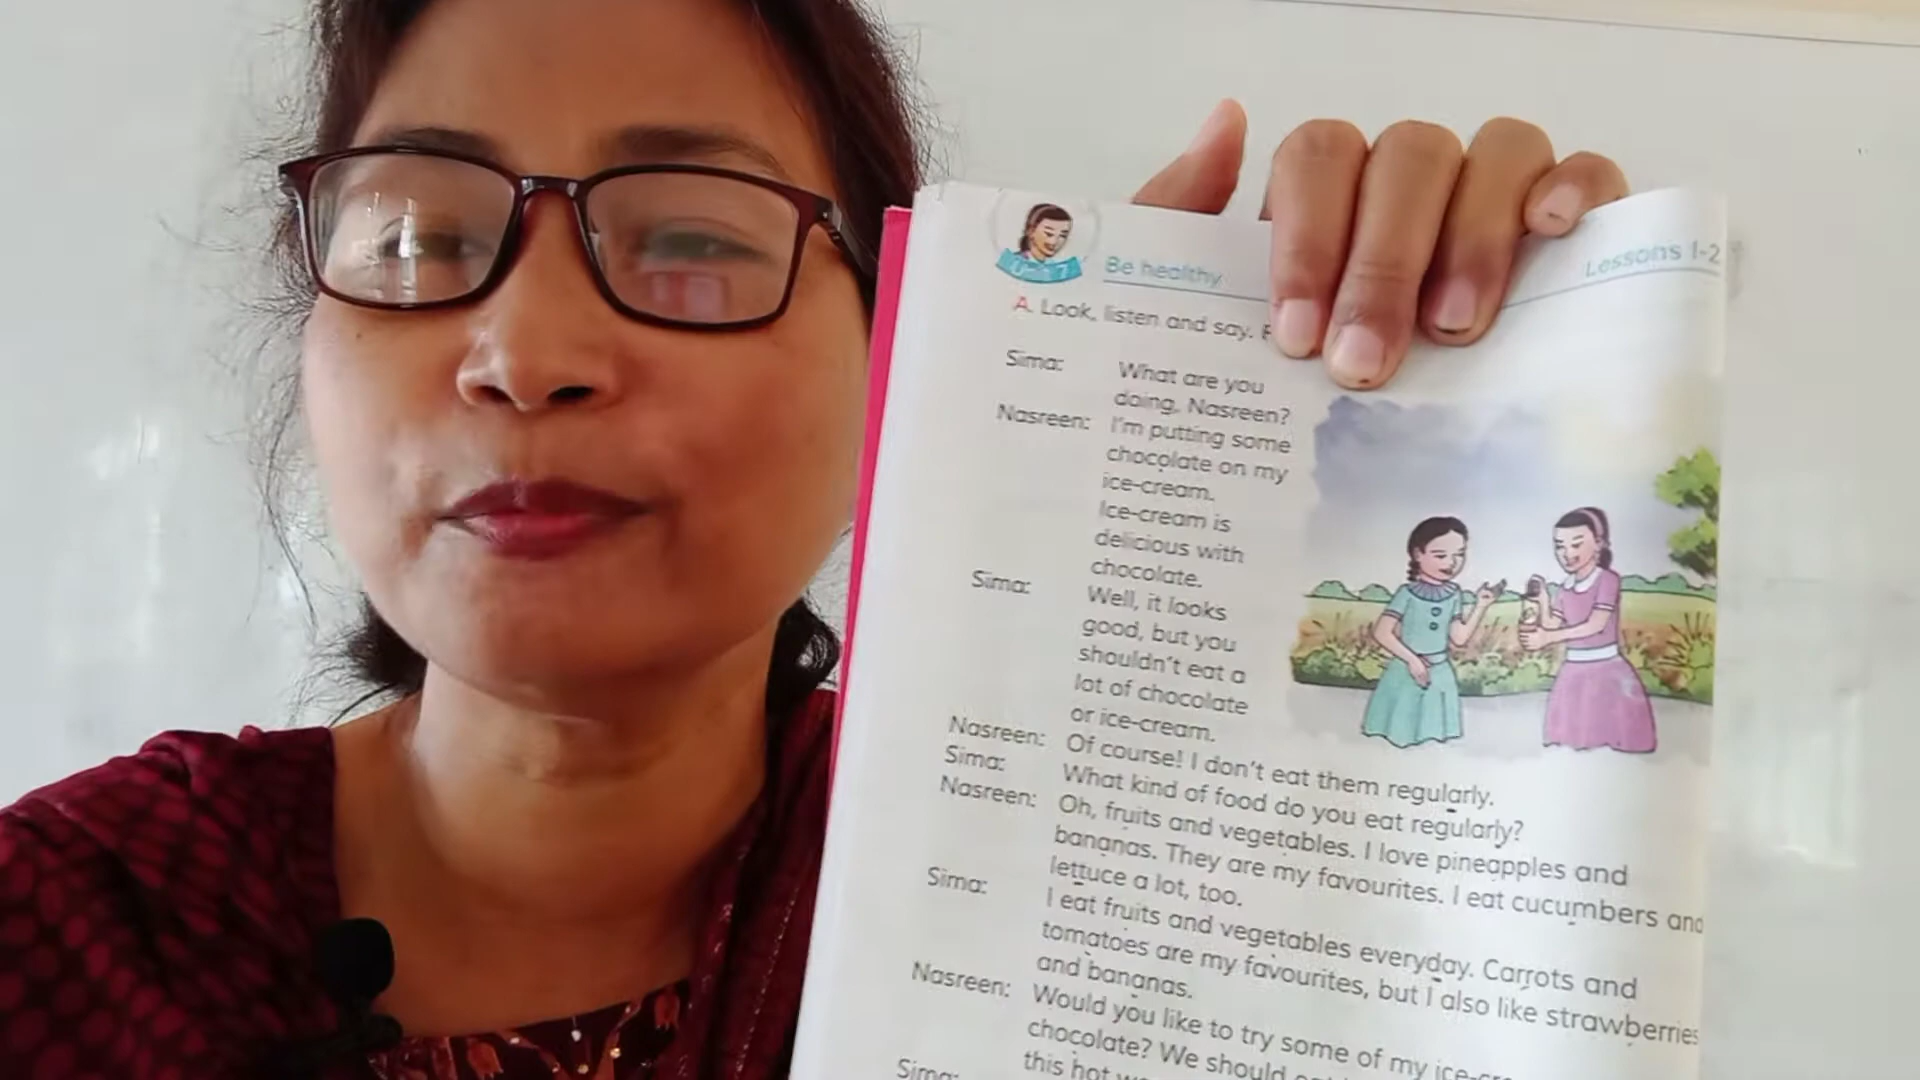 Be healthy
Lessons 1-2
A. Look, listen and say.
Sima: What are you
doing, Nasreen?
Nasreen: I'm putting some
chocolate on my
ice-cream.
Ice-cream is
delicious with
chocolate.
Sima: Well, it looks
good, but you
shouldn't eat a
lot of chocolate
or ice-cream.
Nasreen: Of course! I don't eat them regularly.
Sima: What kind of food do you eat regularly?
Nasreen: Oh, fruits and vegetables. I love pineapples and
bananas. They are my favourites. I eat cucumbers and
lettuce a lot, too.
Sima: I eat fruits and vegetables everyday. Carrots and
tomatoes are my favourites, but I also like strawberries
and bananas.
Nasreen: Would you like to try some of my
chocolate? We should
Sima: this hot